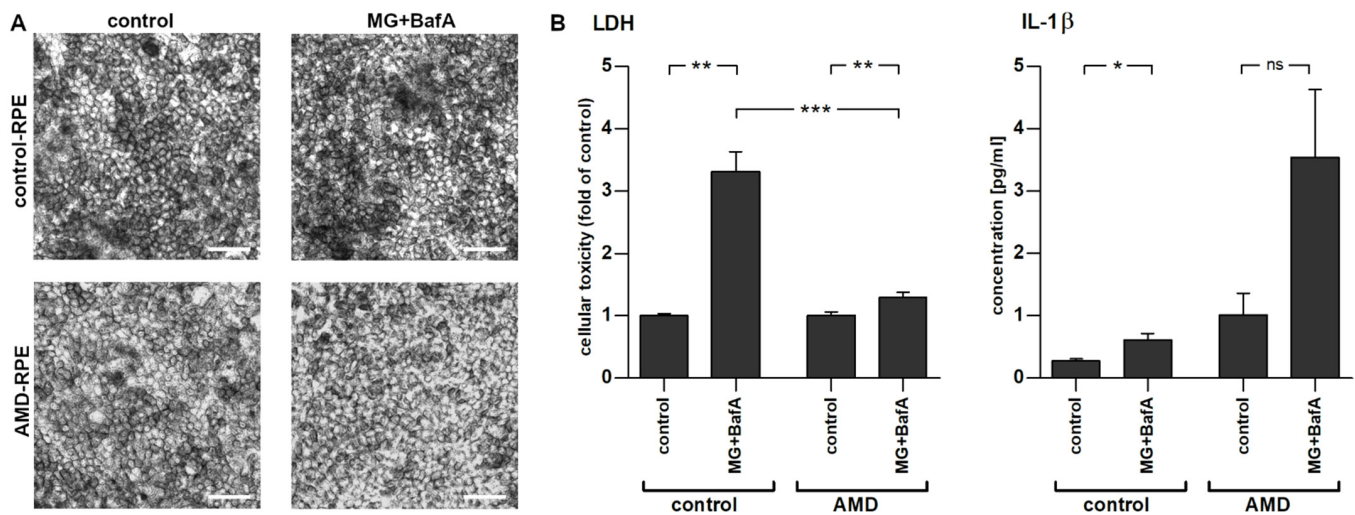 A
control
MG+BafA
control-RPE
AMD-RPE
B
LDH
cellular toxicity (fold of control)
5
4
3
2
1
0
**
**
***
control
MG+BafA
control
MG+BafA
control
AMD
IL-1β
concentration [pg/ml]
5
4
3
2
1
0
*
ns
control
MG+BafA
control
MG+BafA
control
AMD